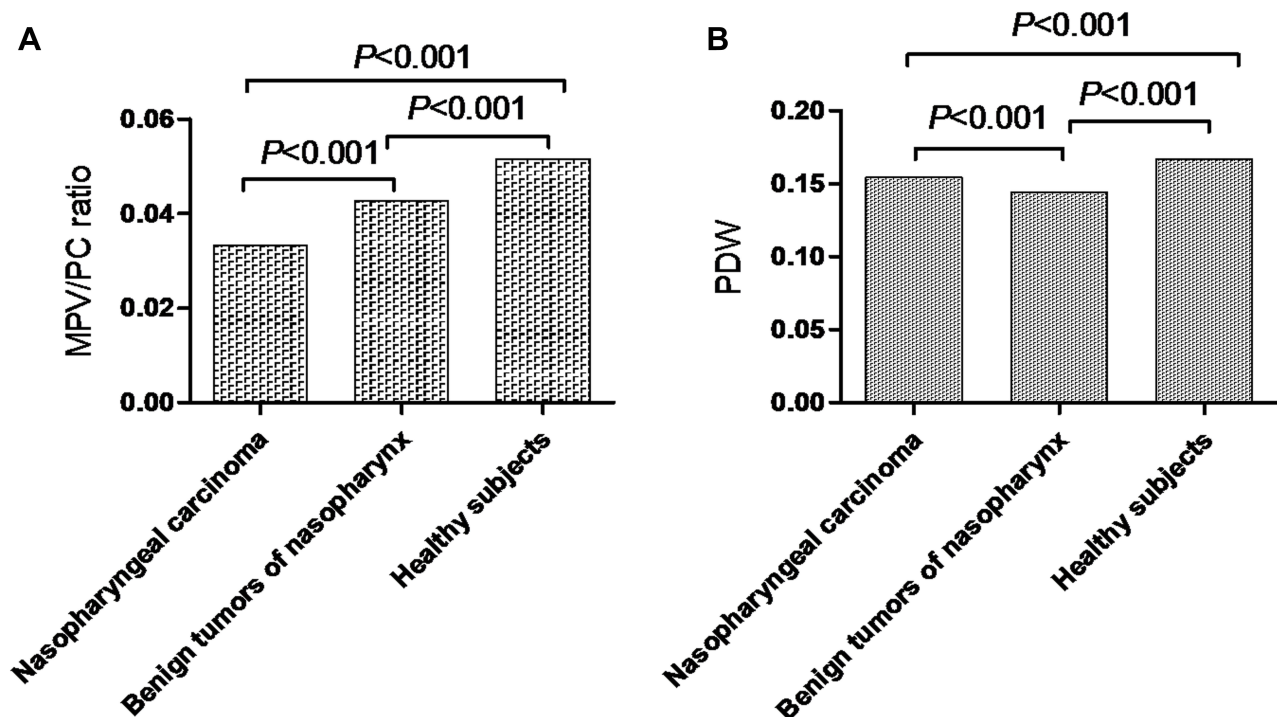 A
P<0.001
P<0.001
P<0.001
0.06
0.04
0.02
0.00
MPV/PC ratio
Nasopharyngeal carcinoma
Benign tumors of nasopharynx
Healthy subjects
B
P<0.001
P<0.001
P<0.001
0.20
0.15
0.10
0.05
0.00
PDW
Nasopharyngeal carcinoma
Benign tumors of nasopharynx
Healthy subjects